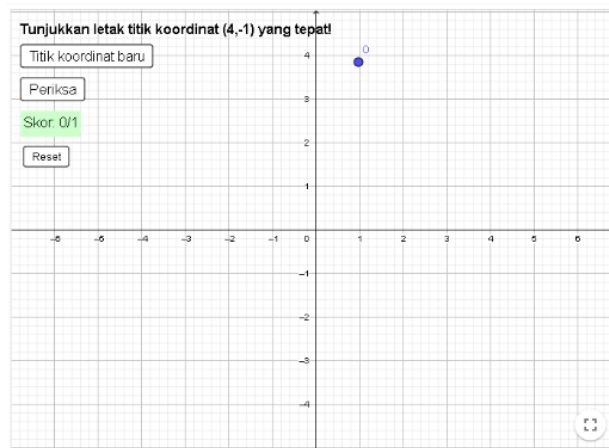 Tunjukkan letak titik koordinat (4,-1) yang tepat!
Titik koordinat baru
Periksa
Skor: 0/1
Reset
0
4
3
2
1
-6 -5 -4 -3 -2 -1 0 1 2 3 4 5 6
-1
-2
-3
-4